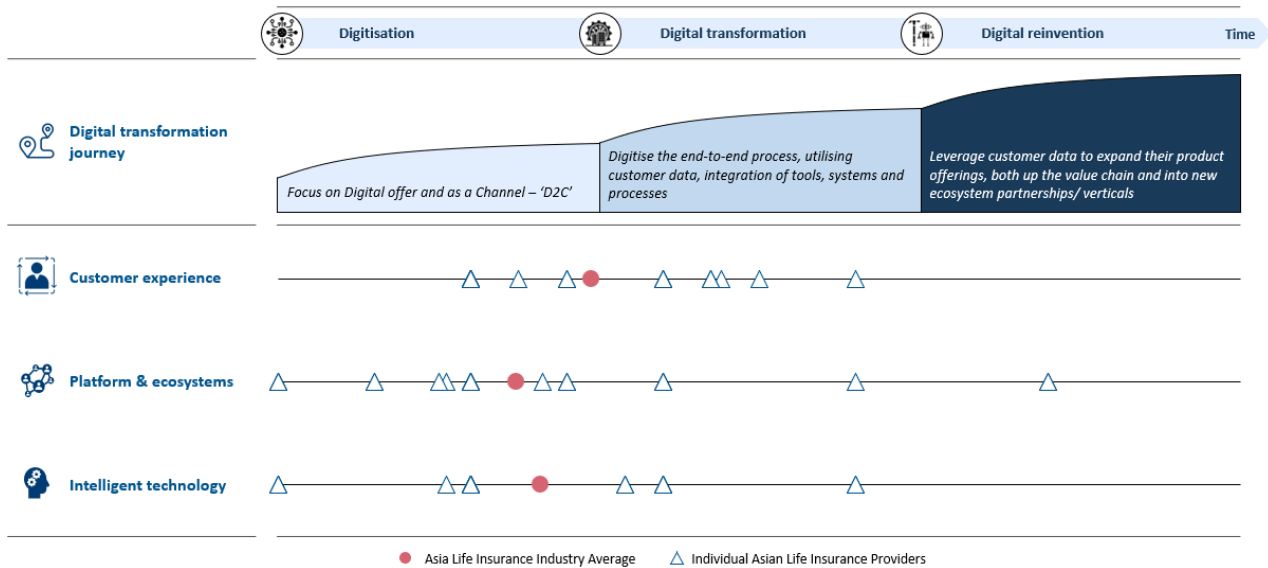 Digitisation
Digital transformation
Digital reinvention
Time
Digital transformation
journey
Focus on Digital offer and as a Channel – ‘D2C’
Digitise the end-to-end process, utilising
customer data, integration of tools, systems and
processes
Leverage customer data to expand their product
offerings, both up the value chain and into new
ecosystem partnerships/ verticals
Customer experience
Platform & ecosystems
Intelligent technology
Asia Life Insurance Industry Average
Individual Asian Life Insurance Providers